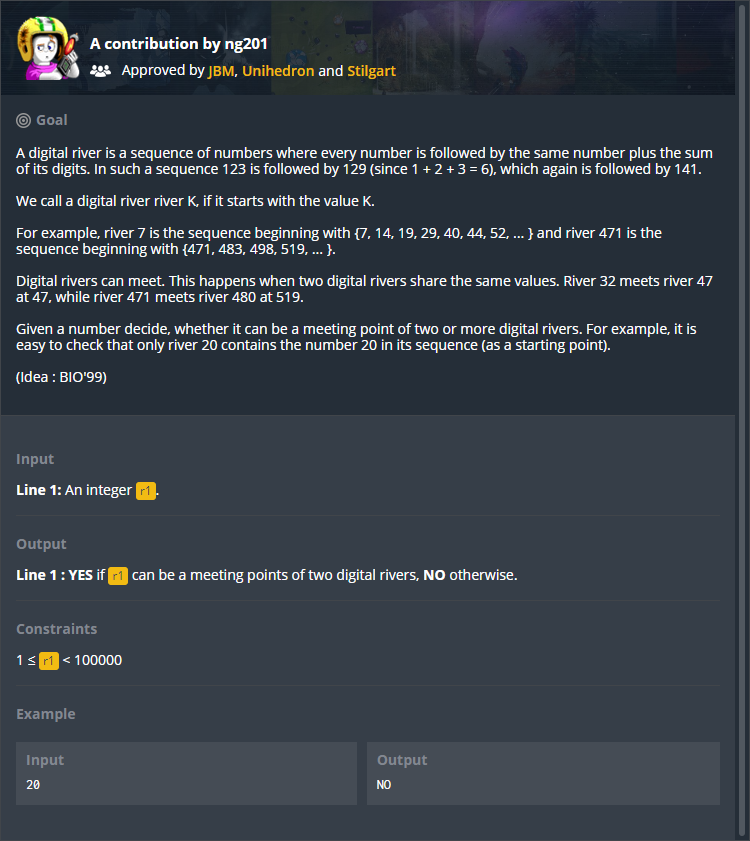 A contribution by ng201
Approved by JBM, Unihedron and Stilgart
Goal
A digital river is a sequence of numbers where every number is followed by the same number plus the sum
of its digits. In such a sequence 123 is followed by 129 (since 1 + 2 + 3 = 6), which again is followed by 141.
We call a digital river river K, if it starts with the value K.
For example, river 7 is the sequence beginning with {7, 14, 19, 29, 40, 44, 52, ... } and river 471 is the
sequence beginning with {471, 483, 498, 519, ... }.
Digital rivers can meet. This happens when two digital rivers share the same values. River 32 meets river 47
at 47, while river 471 meets river 480 at 519.
Given a number decide, whether it can be a meeting point of two or more digital rivers. For example, it is
easy to check that only river 20 contains the number 20 in its sequence (as a starting point).
(Idea : BIO'99)
Input
Line 1: An integer r1.
Output
Line 1 : YES if r1 can be a meeting points of two digital rivers, NO otherwise.
Constraints
1 ≤ r1 < 100000
Example
Input
20
Output
NO